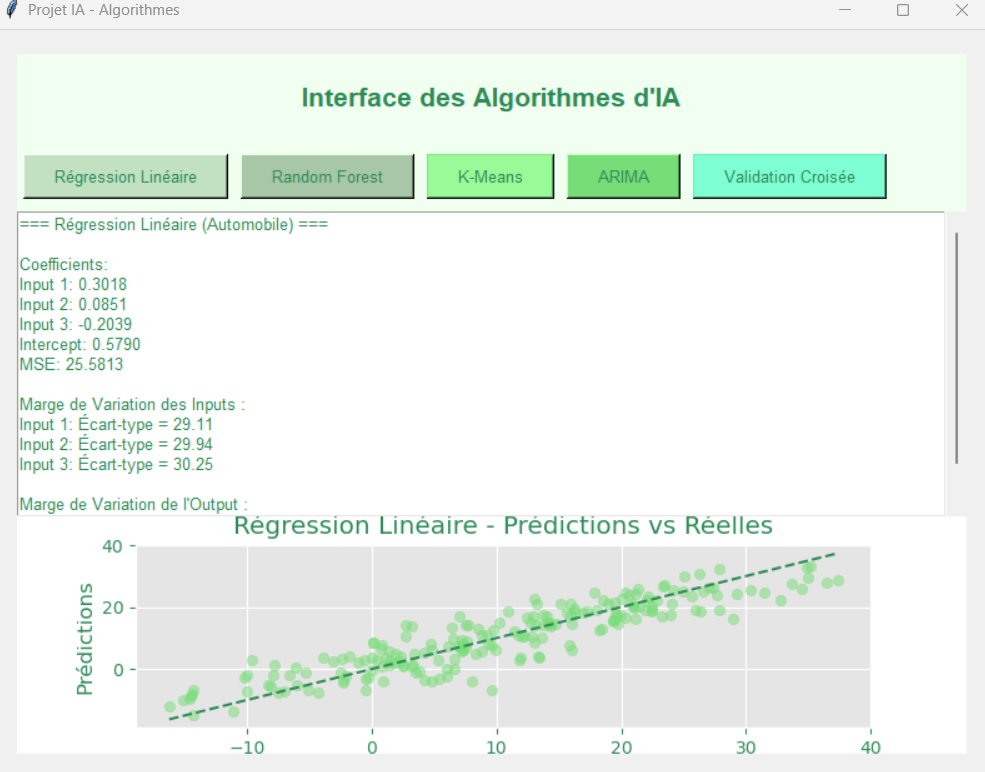 Projet IA - Algorithmes
Interface des Algorithmes d'IA
Régression Linéaire
Random Forest
K-Means
ARIMA
Validation Croisée
=== Régression Linéaire (Automobile) ===
Coefficients:
Input 1: 0.3018
Input 2: 0.0851
Input 3: -0.2039
Intercept: 0.5790
MSE: 25.5813
Marge de Variation des Inputs :
Input 1: Écart-type = 29.11
Input 2: Écart-type = 29.94
Input 3: Écart-type = 30.25
Marge de Variation de l'Output :
Régression Linéaire - Prédictions vs Réelles
Prédictions
40
20
0
−10 0 10 20 30 40